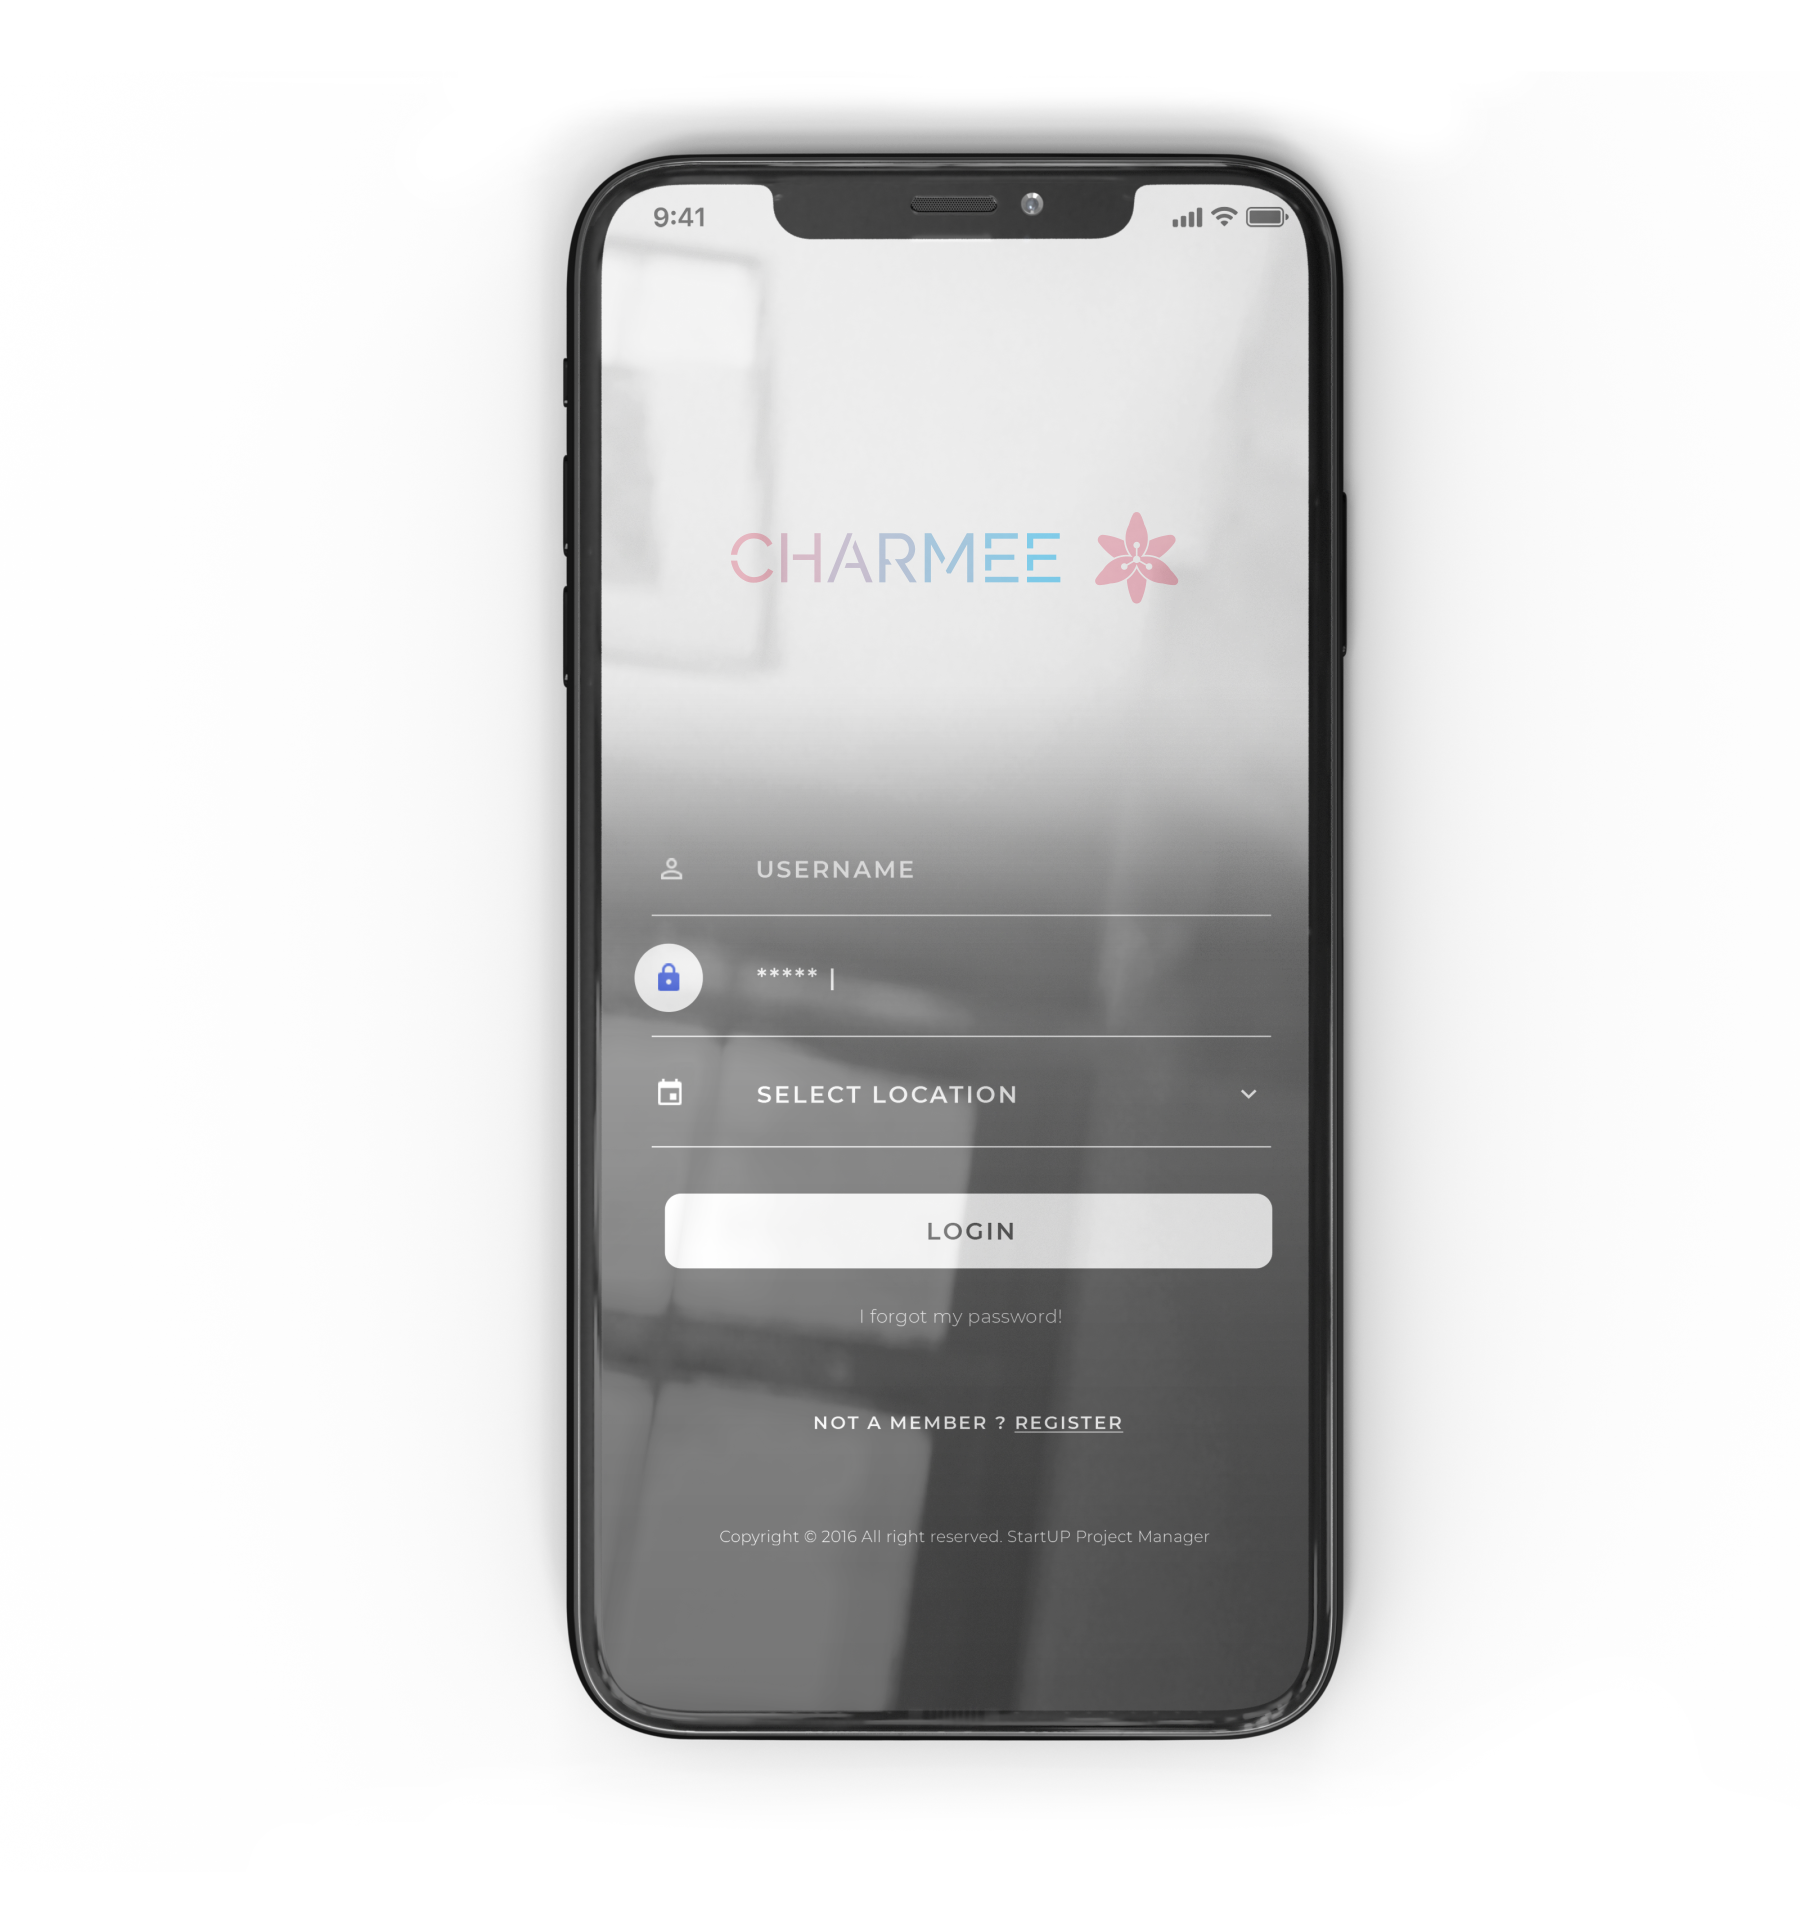 9:41
CHARMEE
USERNAME
***** |
SELECT LOCATION
LOGIN
I forgot my password!
NOT A MEMBER ? REGISTER
Copyright © 2016 All right reserved. StartUP Project Manager